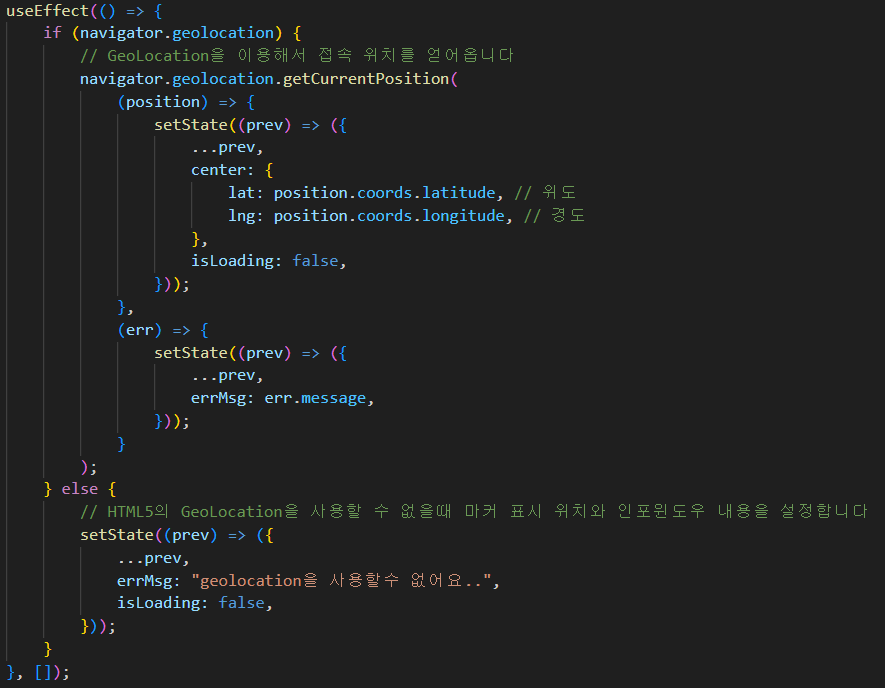 useEffect(() => {
    if (navigator.geolocation) {
        // GeoLocation을 이용해서 접속 위치를 얻어옵니다
        navigator.geolocation.getCurrentPosition(
            (position) => {
                setState((prev) => ({
                    ...prev,
                    center: {
                        lat: position.coords.latitude, // 위도
                        lng: position.coords.longitude, // 경도
                    },
                    isLoading: false,
                }));
            },
            (err) => {
                setState((prev) => ({
                    ...prev,
                    errMsg: err.message,
                }));
            }
        );
    } else {
        // HTML5의 GeoLocation을 사용할 수 없을때 마커 표시 위치와 인포윈도우 내용을 설정합니다
        setState((prev) => ({
            ...prev,
            errMsg: "geolocation을 사용할수 없어요..",
            isLoading: false,
        }));
    }
}, []);